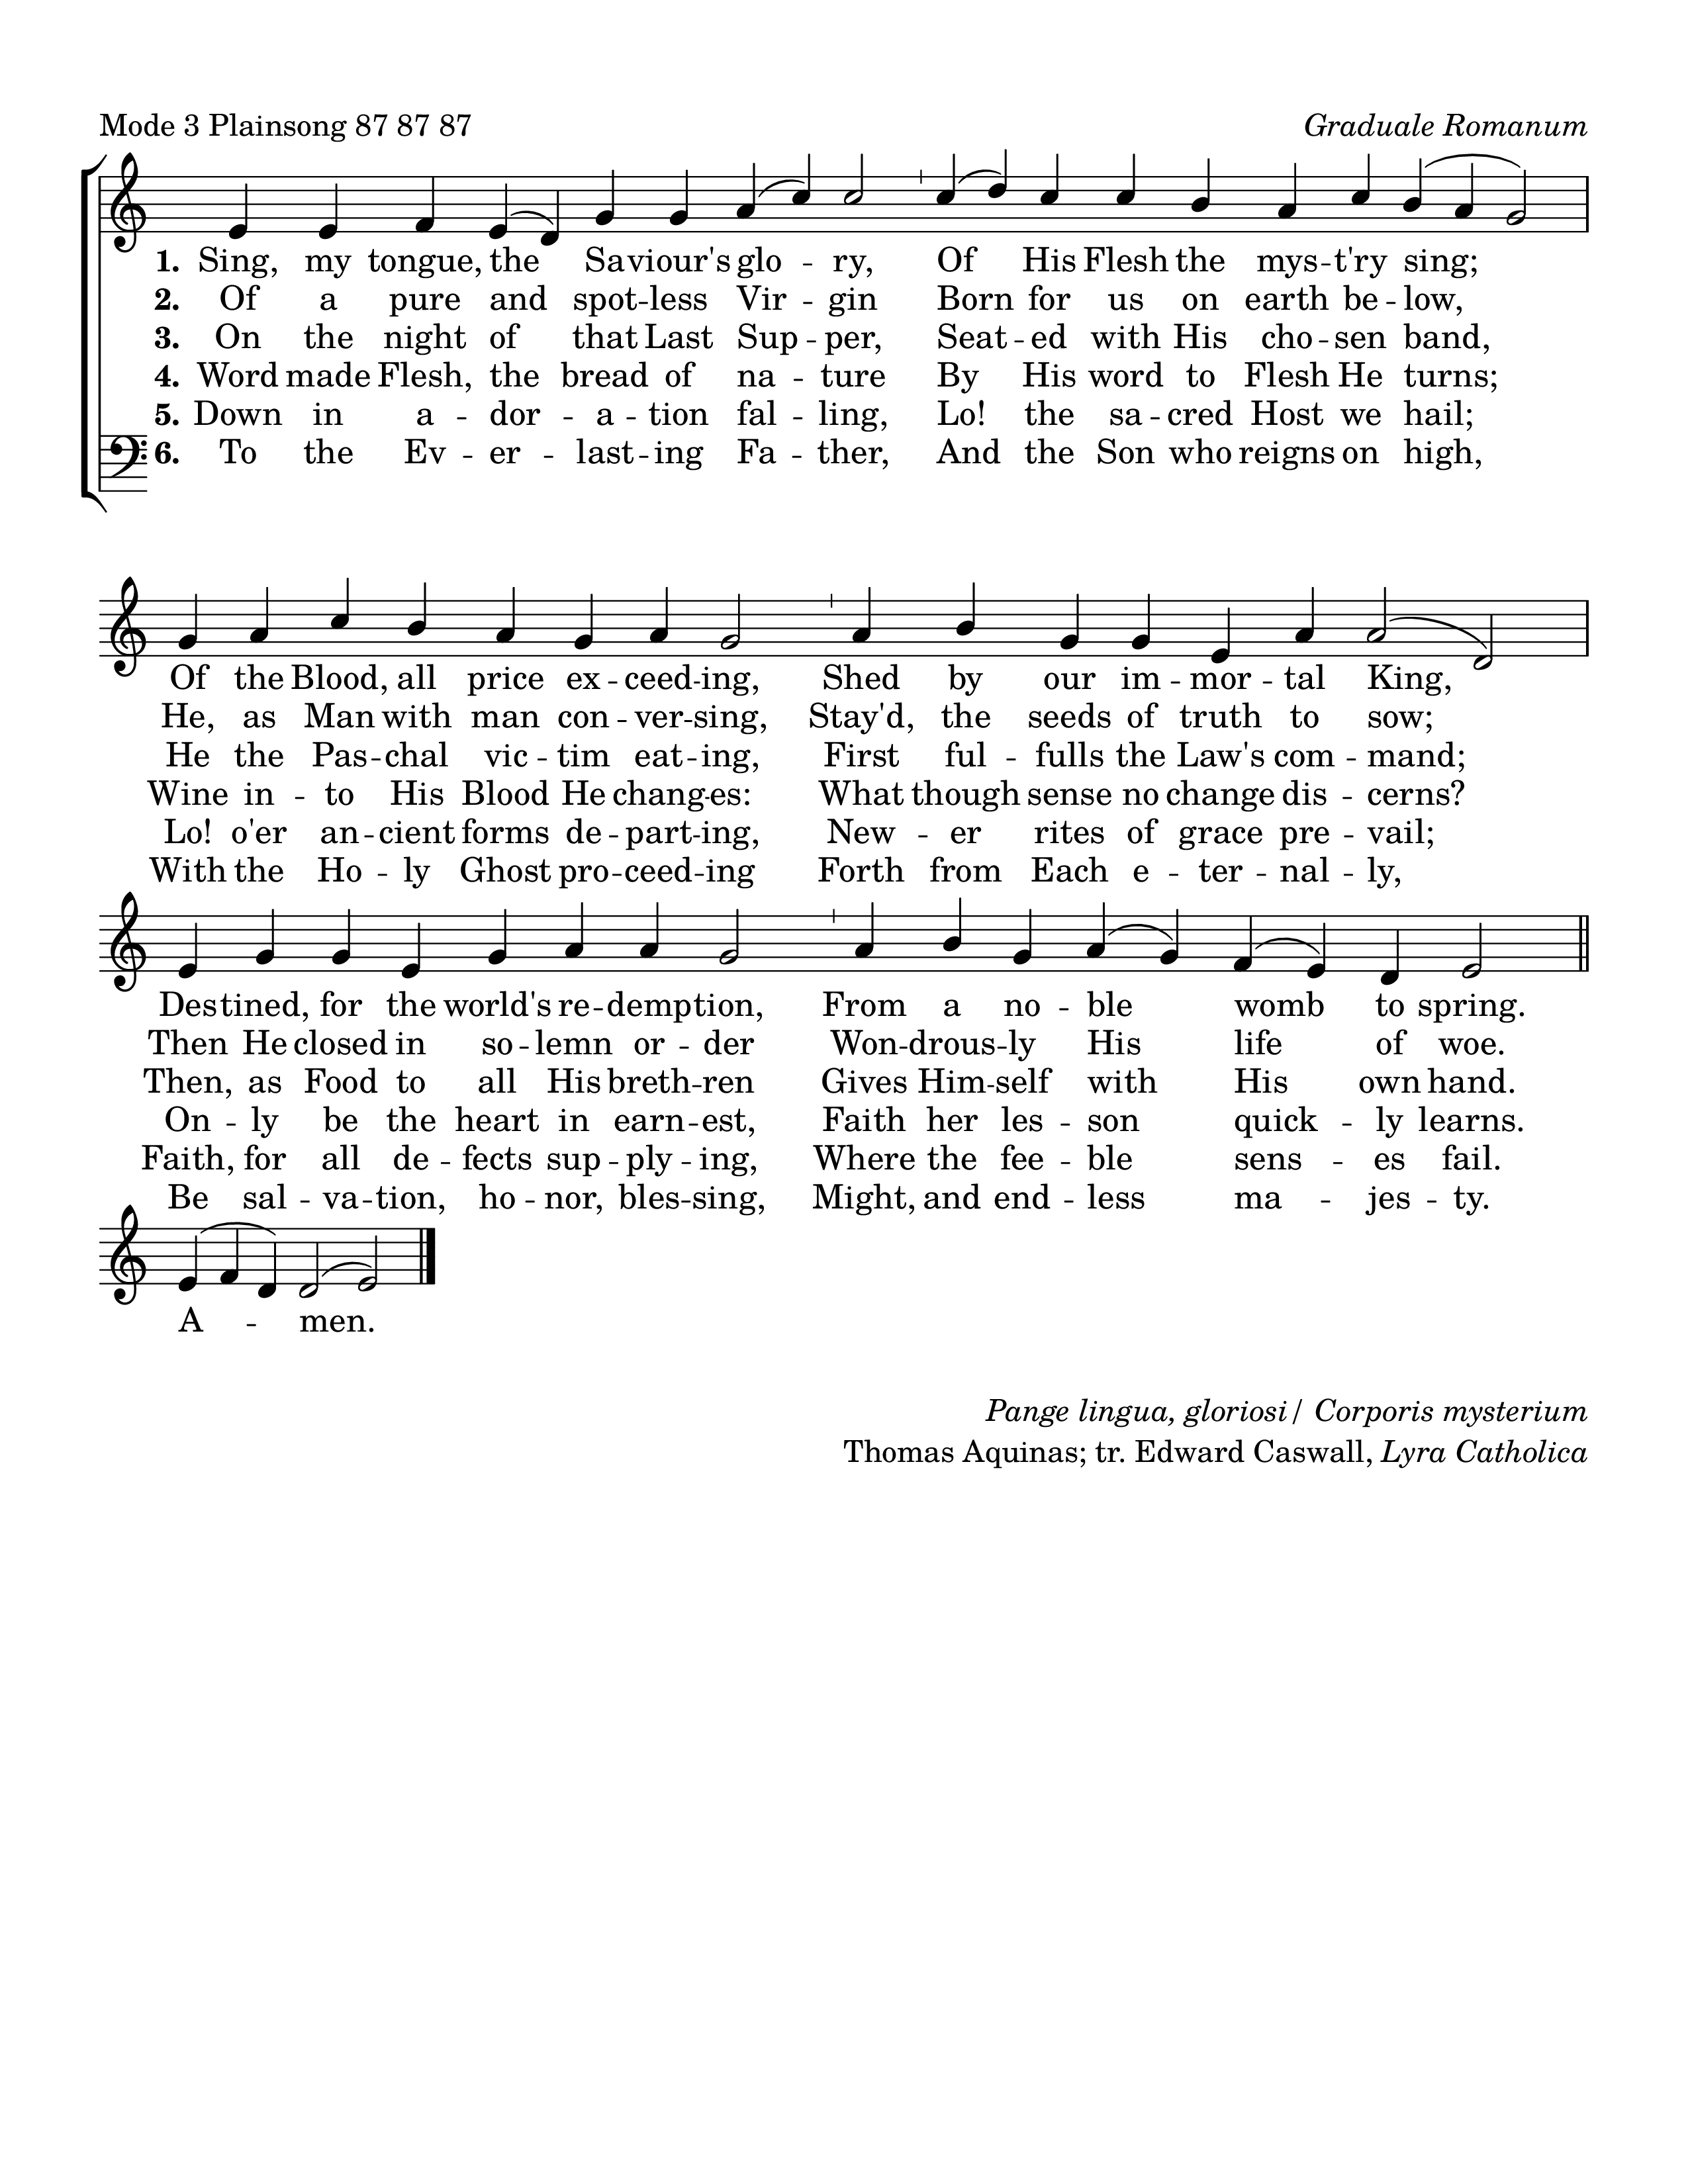 Mode 3 Plainsong 87 87 87 Graduale Romanum
1. Sing, my tongue, the Saviour's glo -- ry, Of His Flesh the mys -- t'ry sing;
2. Of a pure and spot -- less Vir -- gin Born for us on earth be -- low,
3. On the night of that Last Sup -- per, Seat -- ed with His cho -- sen band,
4. Word made Flesh, the bread of na -- ture By His word to Flesh He turns;
5. Down in a -- dor -- a -- tion fal -- ling, Lo! the sa -- cred Host we hail;
6. To the Ev -- er -- last -- ing Fa -- ther, And the Son who reigns on high,
Of the Blood, all price ex -- ceed -- ing, Shed by our im -- mor -- tal King,
He, as Man with man con -- ver -- sing, Stay'd, the seeds of truth to sow;
He the Pas -- chal vic -- tim eat -- ing, First ful -- fulls the Law's com -- mand;
Wine in -- to His Blood He chang -- es: What though sense no change dis -- cerns?
Lo! o'er an -- cient forms de -- part -- ing, New -- er rites of grace pre -- vail;
With the Ho -- ly Ghost pro -- ceed -- ing Forth from Each e -- ter -- nal -- ly,
Destined, for the world's re -- demption, From a no -- ble womb to spring.
Then He closed in so -- lemn or -- der Won -- drous -- ly His life of woe.
Then, as Food to all His breth -- ren Gives Him -- self with His own hand.
On -- ly be the heart in earn -- est, Faith her les -- son quick -- ly learns.
Faith, for all de -- fects sup -- ply -- ing, Where the fee -- ble sens -- es fail.
Be sal -- va -- tion, ho -- nor, bles -- sing, Might, and end -- less ma -- jes -- ty.
A -- men.
Pange lingua, gloriosi / Corporis mysterium
Thomas Aquinas; tr. Edward Caswall, Lyra Catholica